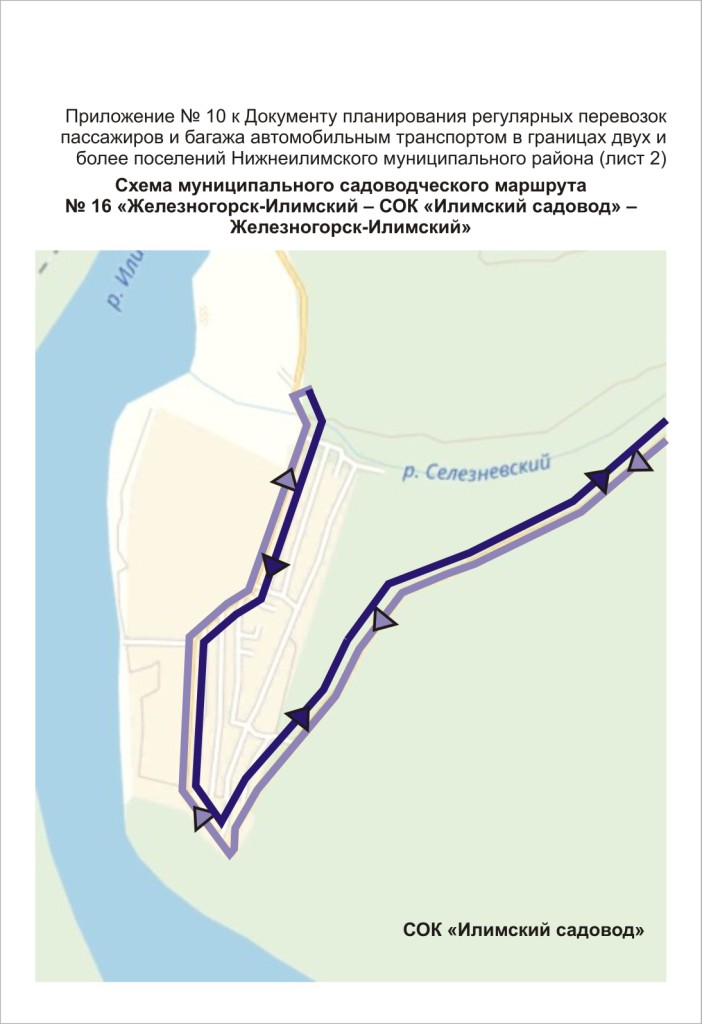 Приложение № 10 к Документу планирования регулярных перевозок
пассажиров и багажа автомобильным транспортом в границах двух и
более поселений Нижнеилимского муниципального района (лист 2)
Схема муниципального садоводческого маршрута
№ 16 «Железногорск-Илимский – СОК «Илимский садовод» –
Железногорск-Илимский»
р. Или
р. Селезневский
СОК «Илимский садовод»